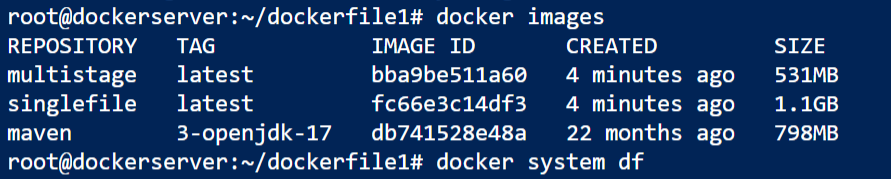 root@dockerserver:~/dockerfile1# docker images
REPOSITORY   TAG             IMAGE ID       CREATED         SIZE
multistage   latest          bba9be511a60   4 minutes ago   531MB
singlefile   latest          fc66e3c14df3   4 minutes ago   1.1GB
maven        3-openjdk-17    db741528e48a   22 months ago   798MB
root@dockerserver:~/dockerfile1# docker system df